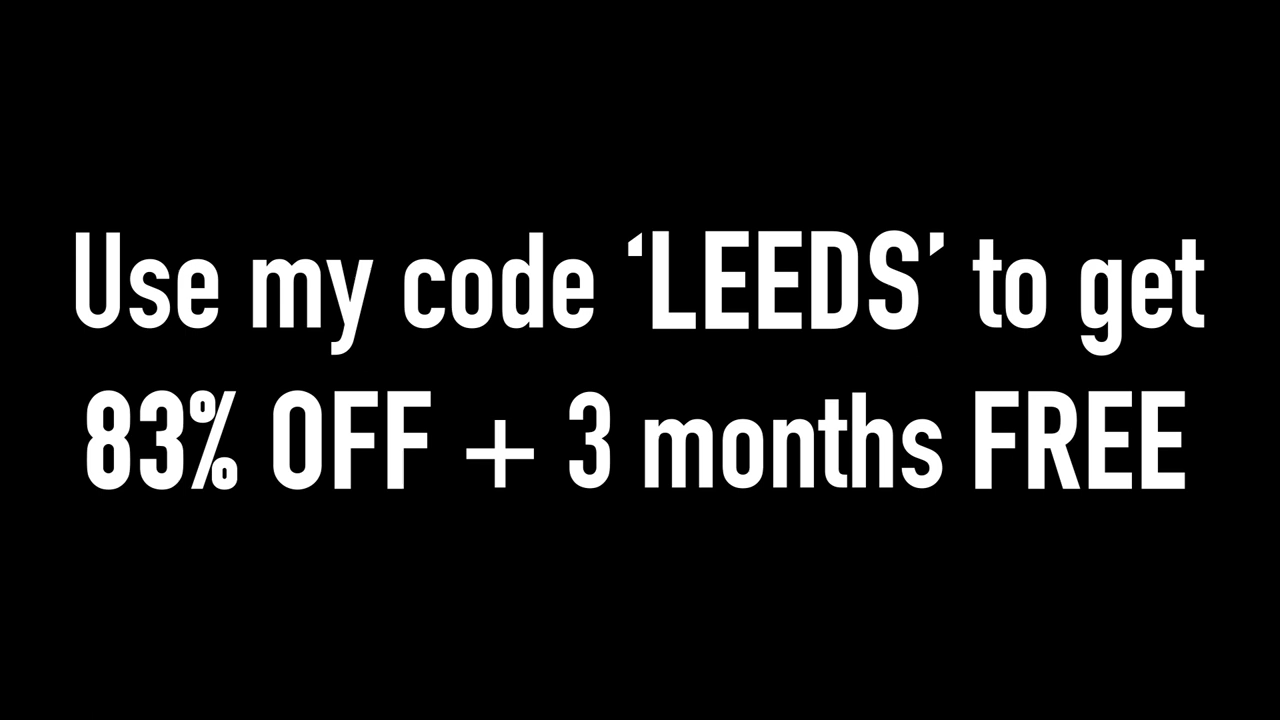 Use my code ‘LEEDS’ to get
83% OFF + 3 months FREE